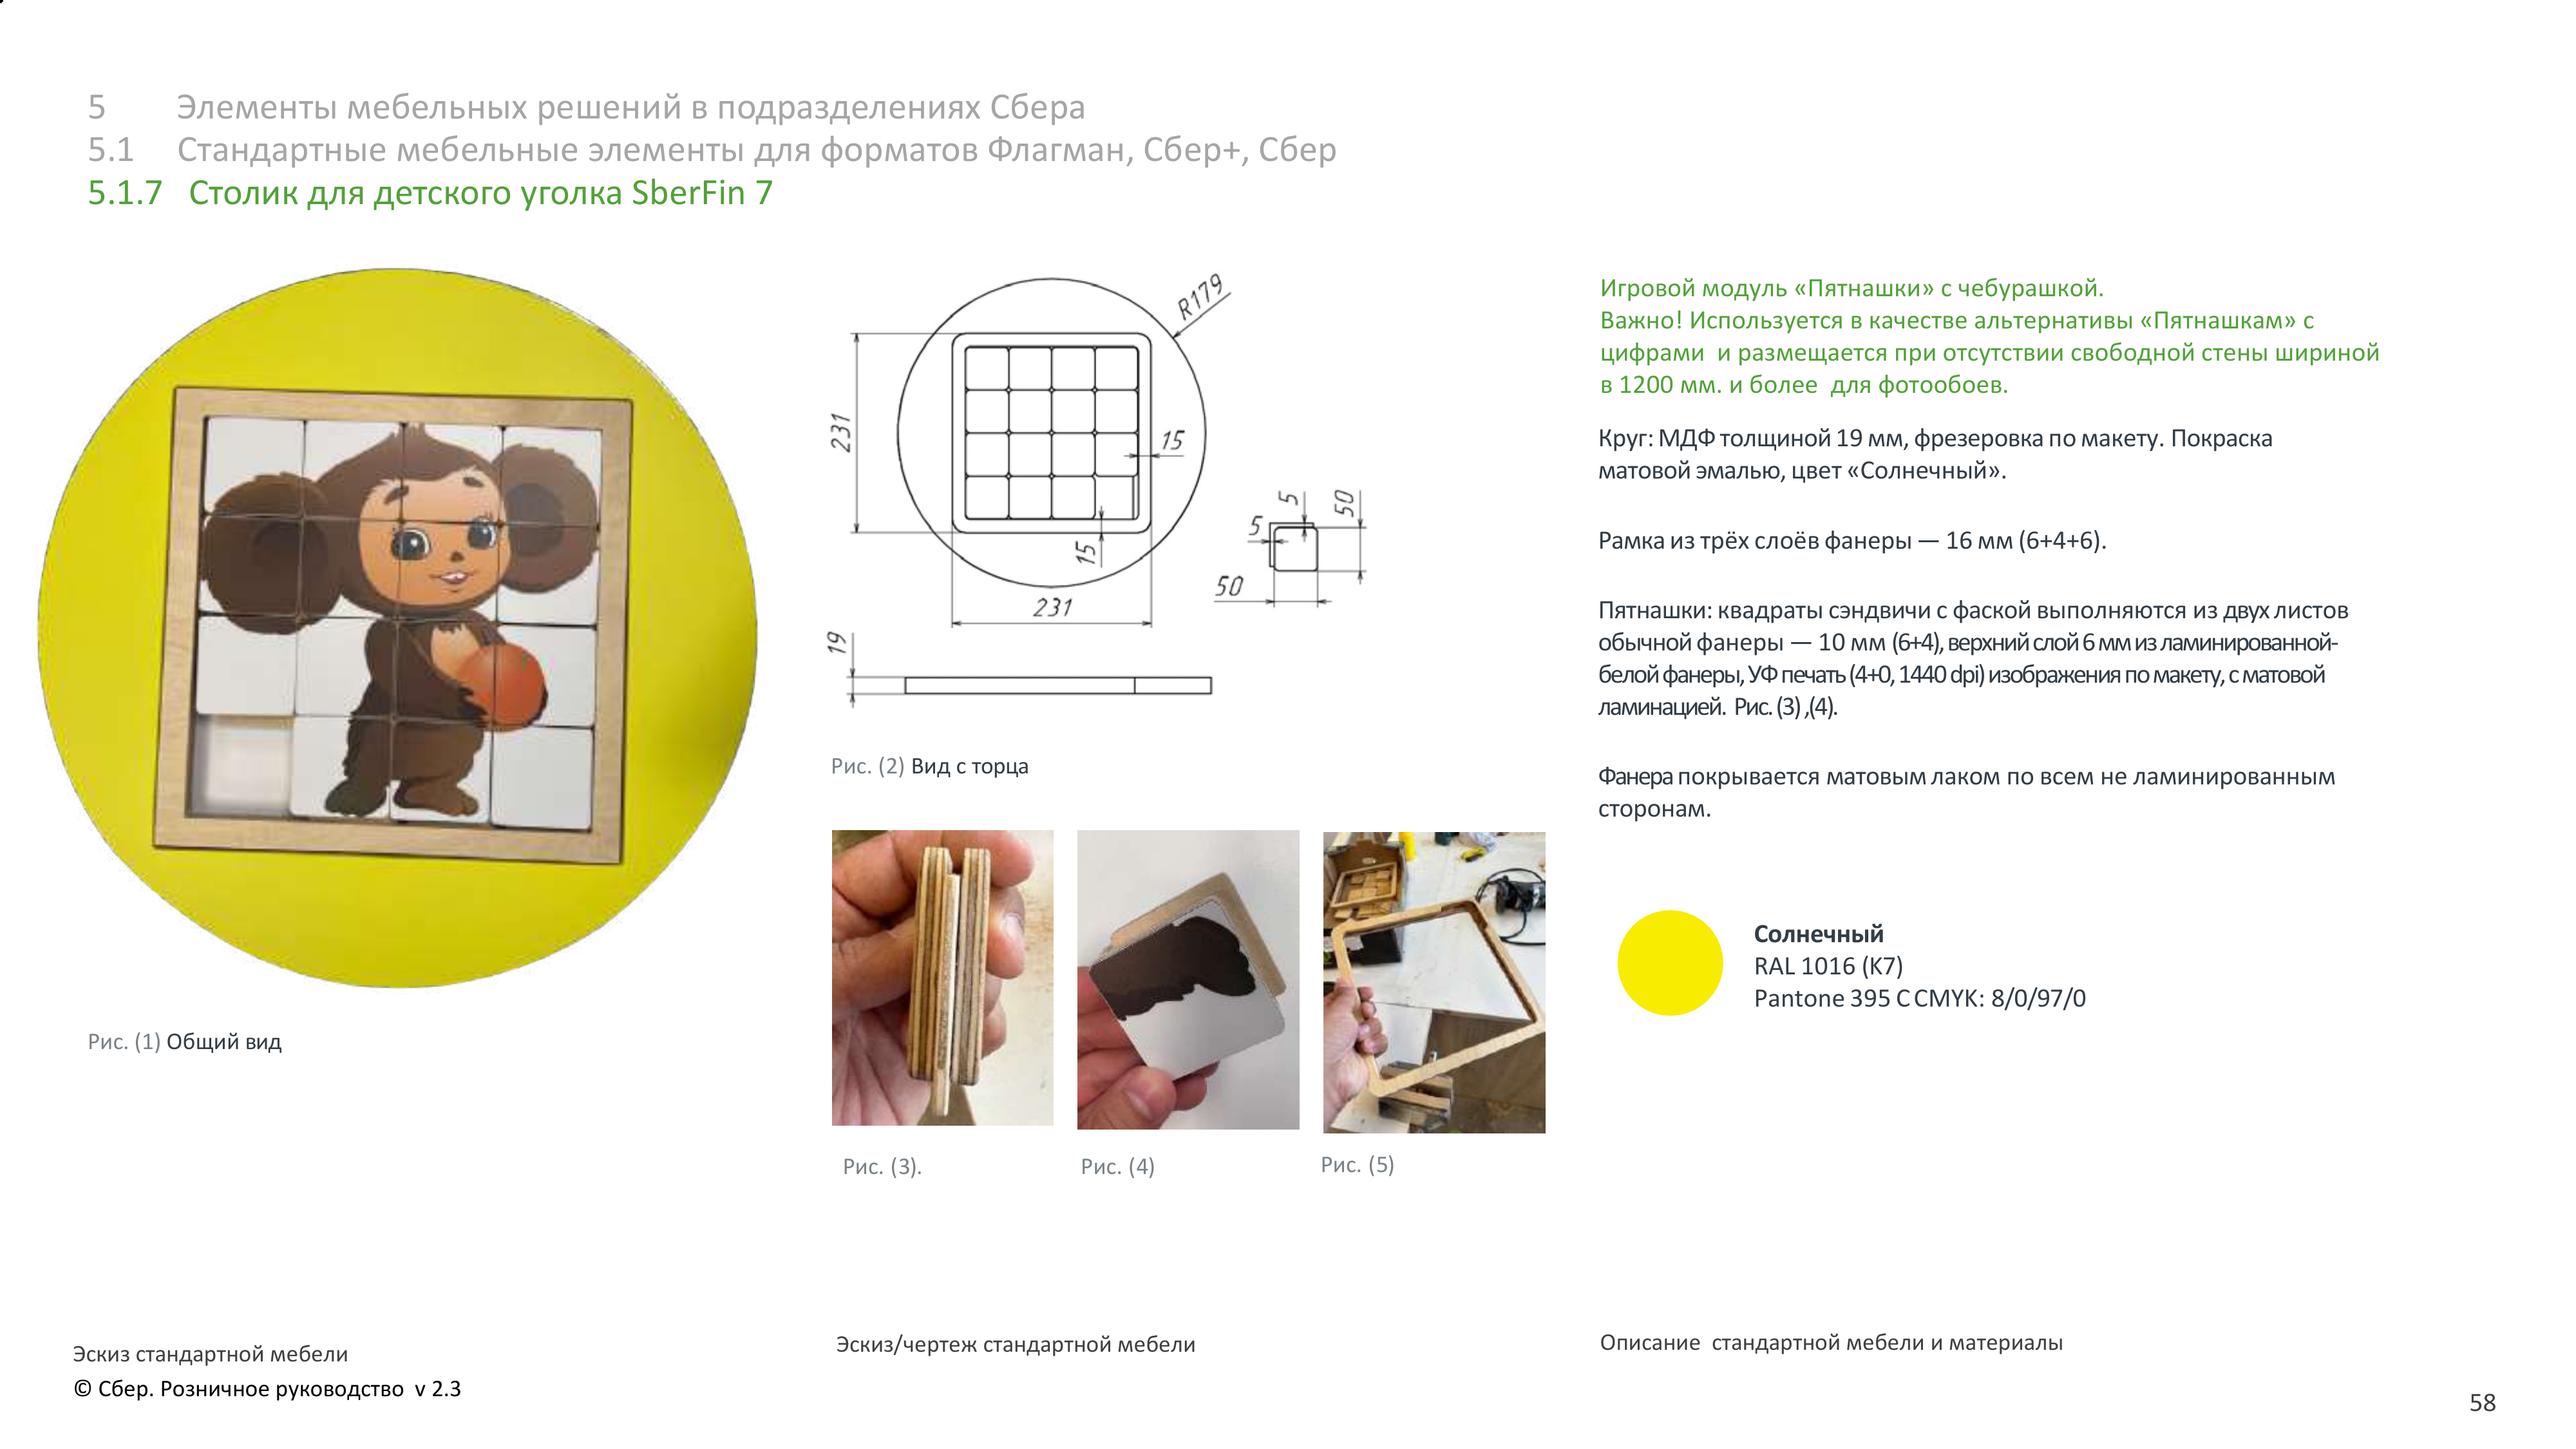 5 Элементы мебельных решений в подразделениях Сбера
5.1 Стандартные мебельные элементы для форматов Флагман, Сбер+, Сбер
5.1.7 Столик для детского уголка SberFin 7
Рис. (1) Общий вид
R179
231
15
15
231
5
5
50
50
19
Рис. (2) Вид с торца
Рис. (3).
Рис. (4)
Рис. (5)
Игровой модуль «Пятнашки» с чебурашкой.
Важно! Используется в качестве альтернативы «Пятнашкам» с
цифрами и размещается при отсутствии свободной стены шириной
в 1200 мм. и более для фотообоев.
Круг: МДФ толщиной 19 мм, фрезеровка по макету. Покраска
матовой эмалью, цвет «Солнечный».
Рамка из трёх слоёв фанеры — 16 мм (6+4+6).
Пятнашки: квадраты сэндвичи с фаской выполняются из двух листов
обычной фанеры — 10 мм (6+4), верхний слой 6 мм из ламинированной-
белой фанеры, УФ печать (4+0, 1440 dpi) изображения по макету, с матовой
ламинацией. Рис. (3) ,(4).
Фанера покрывается матовым лаком по всем не ламинированным
сторонам.
Солнечный
RAL 1016 (K7)
Pantone 395 C CMYK: 8/0/97/0
Эскиз стандартной мебели
Эскиз/чертеж стандартной мебели
Описание стандартной мебели и материалы
© Сбер. Розничное руководство v 2.3
58